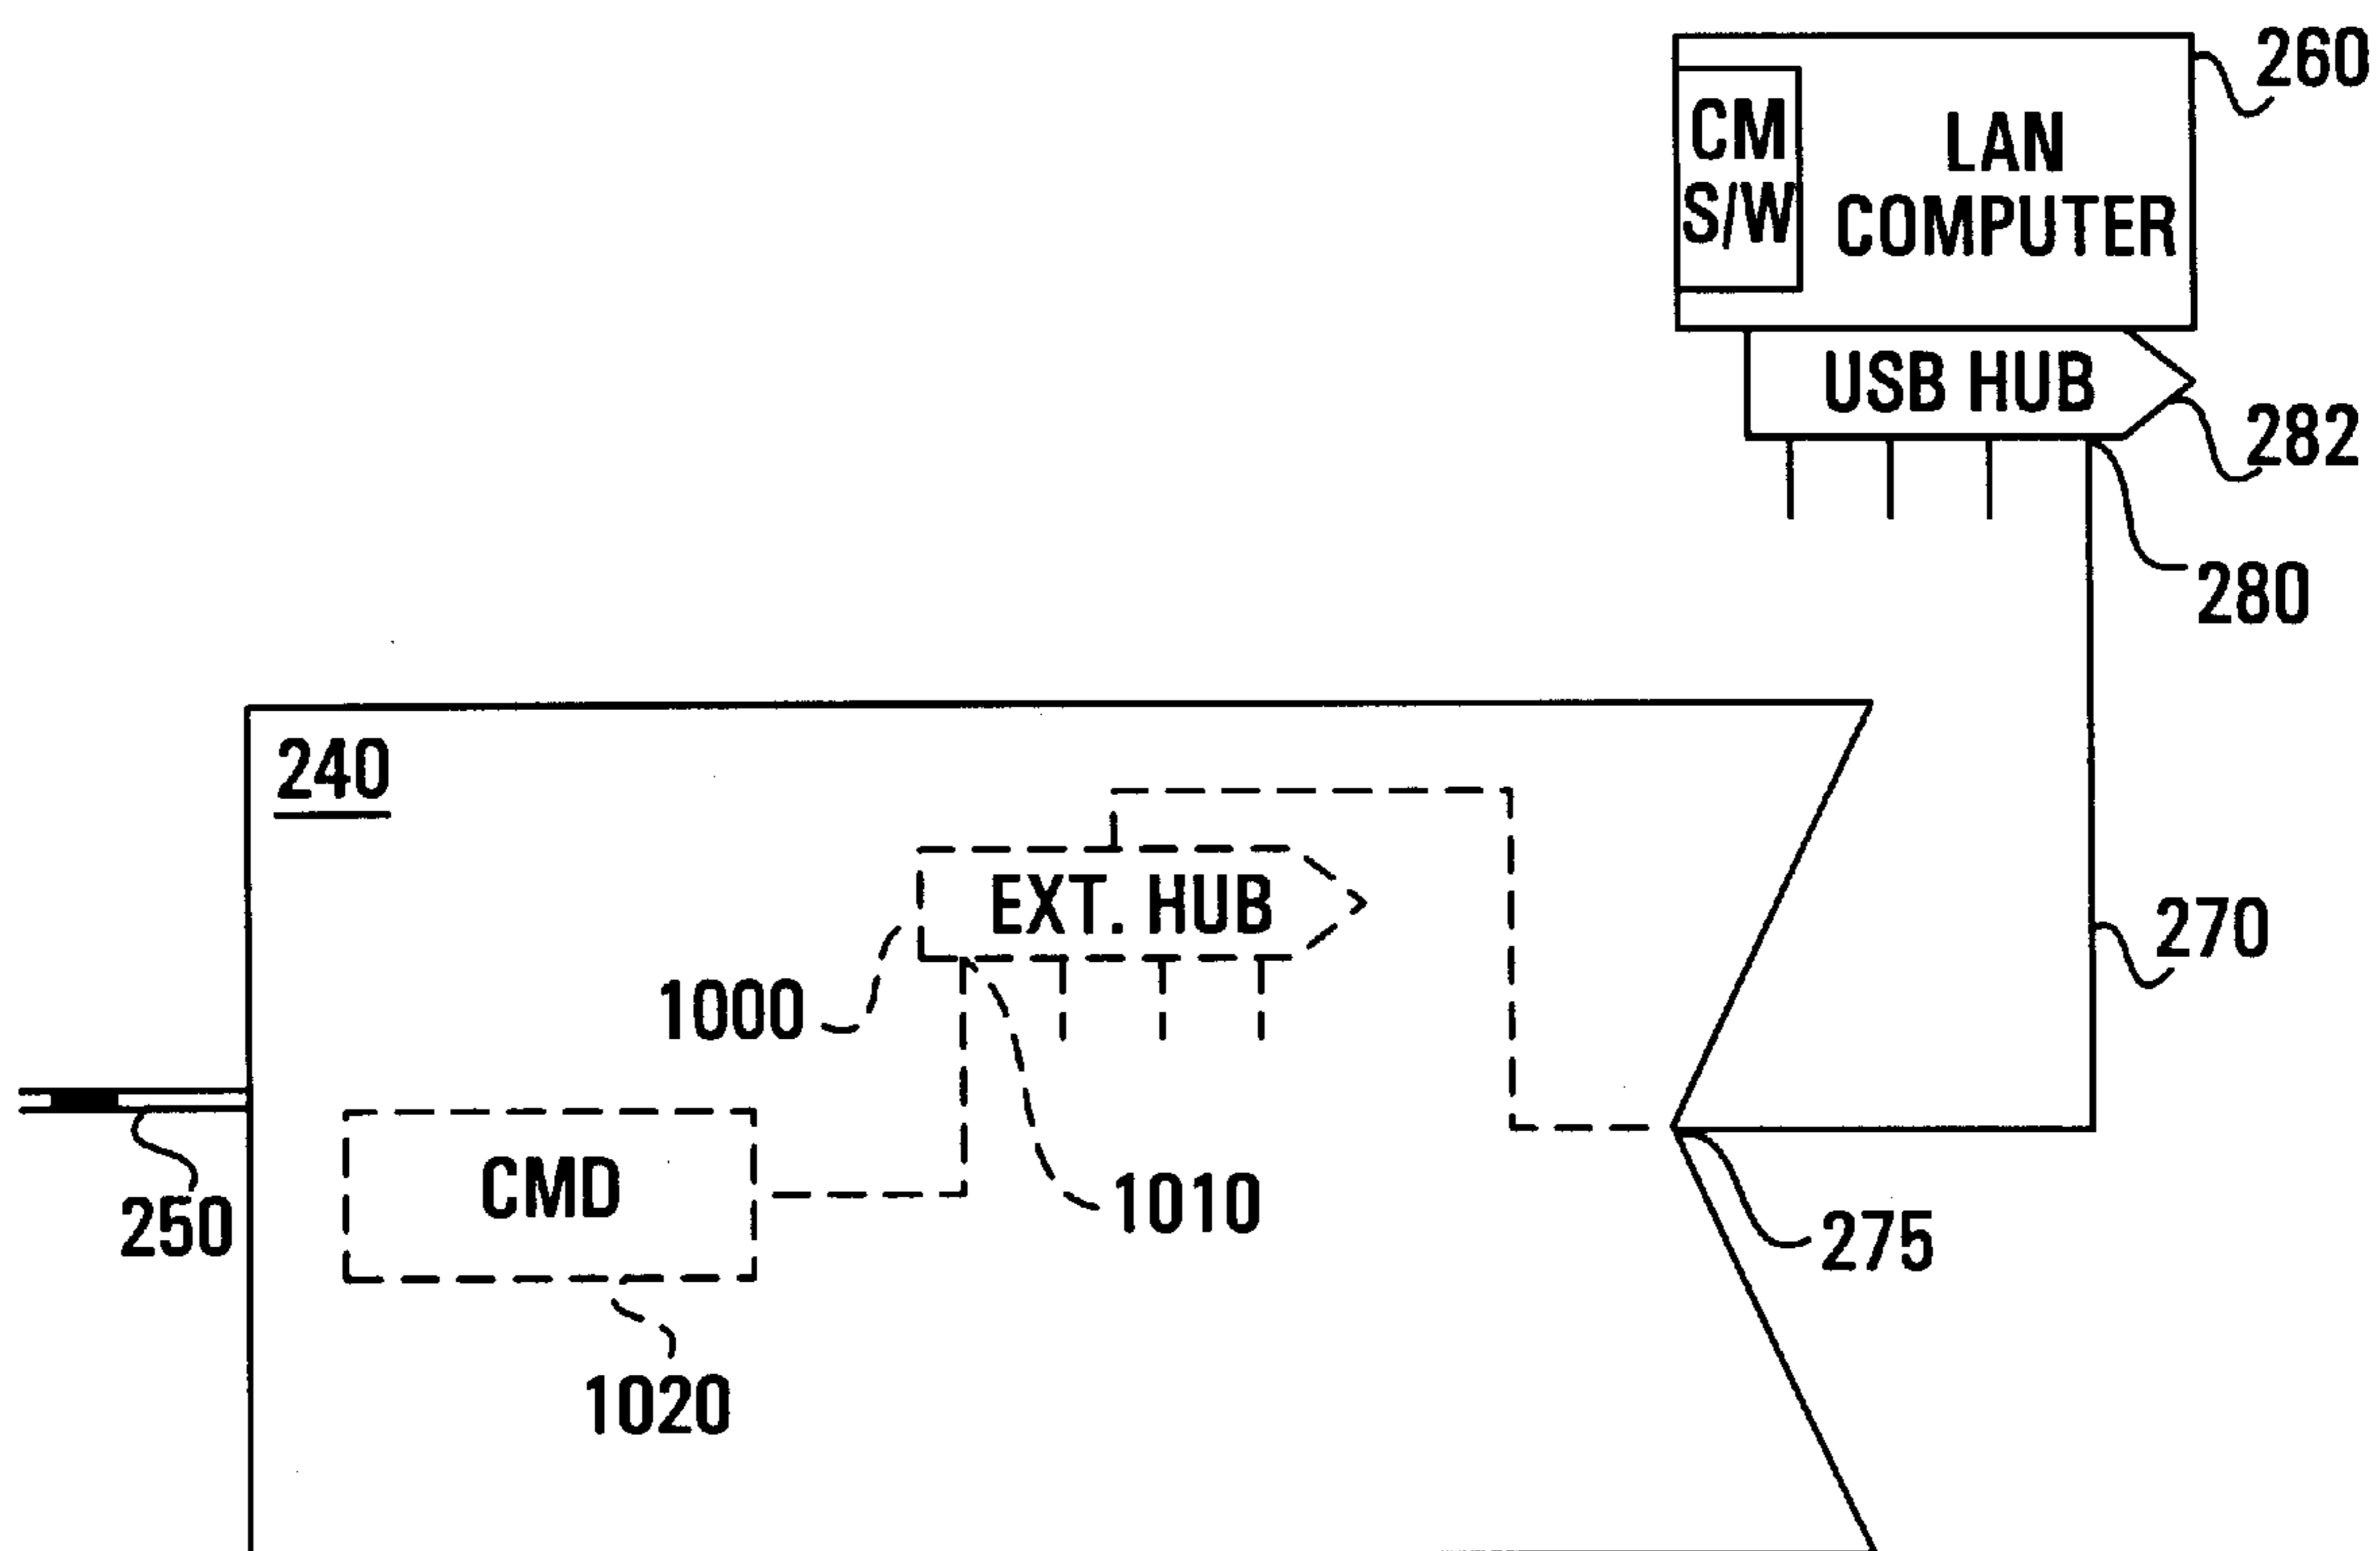 260
CM
S/W
LAN
COMPUTER
USB HUB
282
280
240
EXT. HUB
270
1000
CMD
1010
250
275
1020